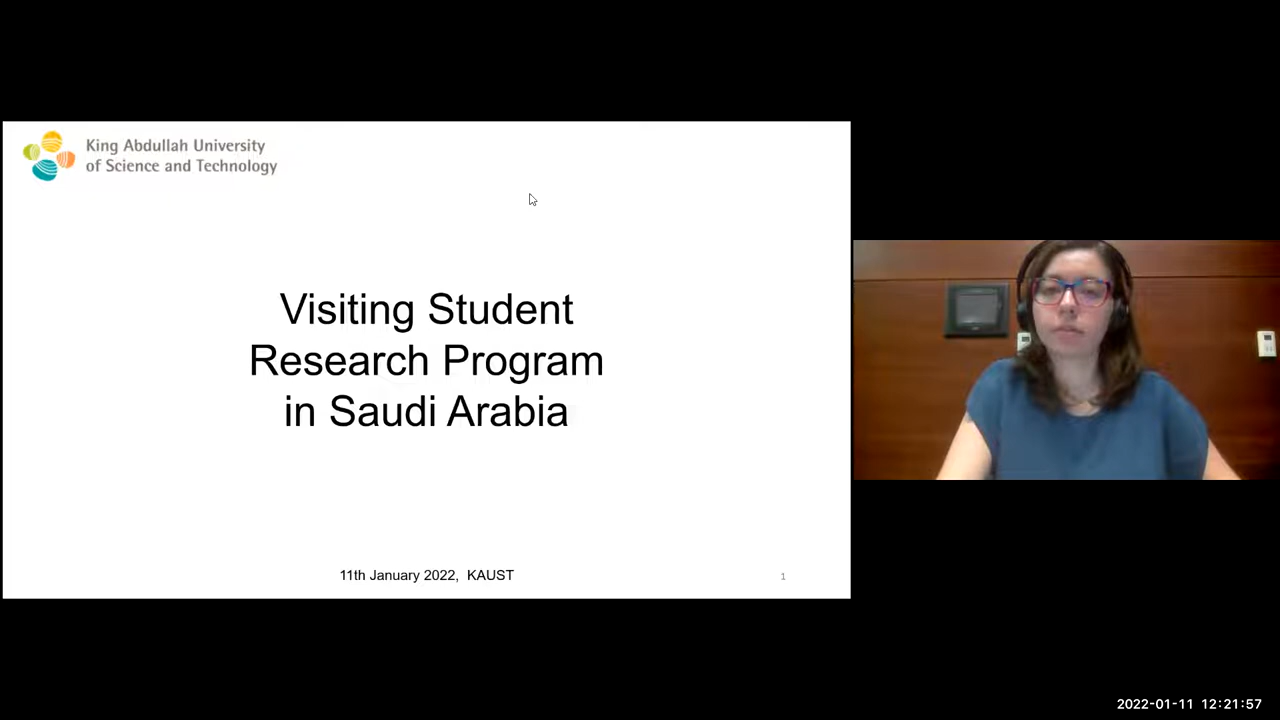 King Abdullah University
of Science and Technology
Visiting Student
Research Program
in Saudi Arabia
11th January 2022, KAUST
1
2022-01-11 12:21:57